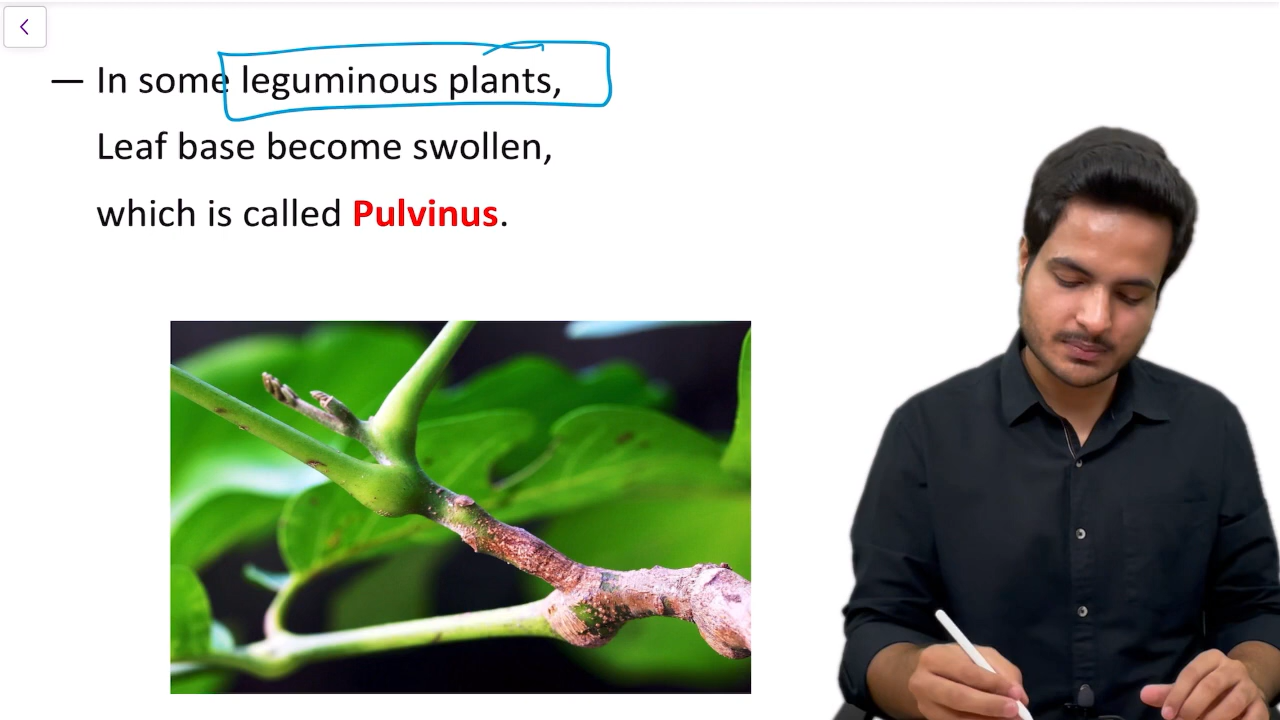 — In some leguminous plants,
Leaf base become swollen,
which is called Pulvinus.